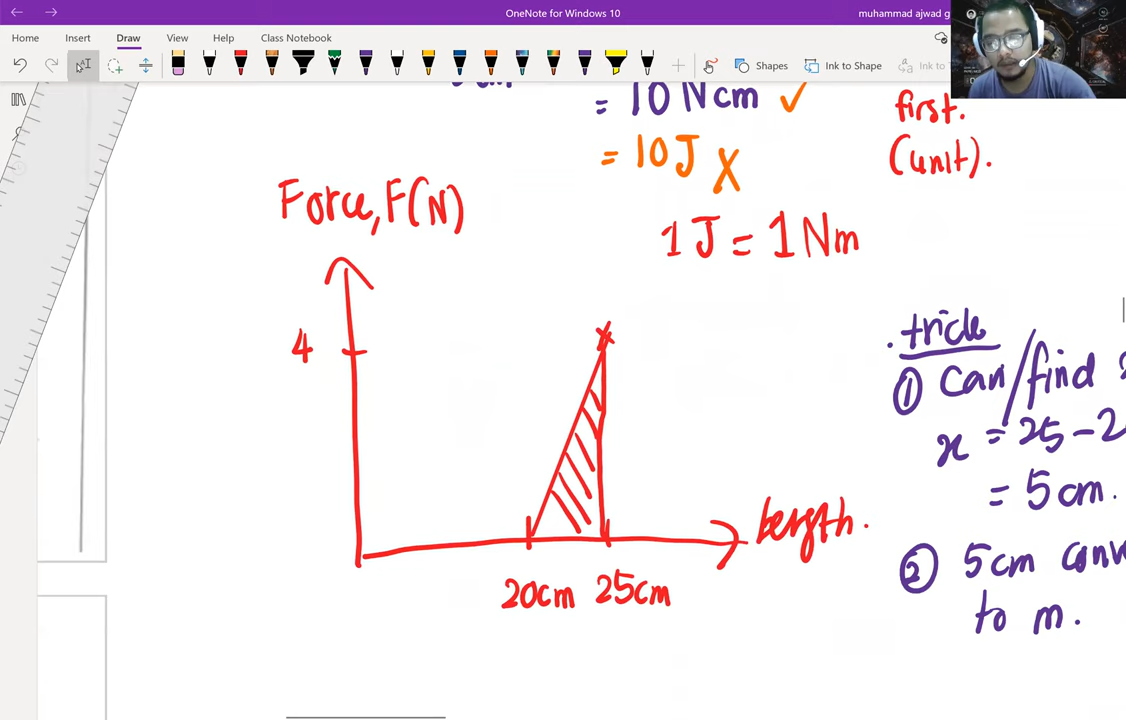 OneNote for Windows 10
muhammad ajwad g
Home Insert Draw View Help Class Notebook
Shapes Ink to Shape Ink to
= 10 Ncm ✓
= 10 J X
1 J = 1 Nm
first.
(unit).
Force, F(N)
4
20cm 25cm
length.
. trick
① Can/find
x = 25 - 2
= 5 cm.
② 5cm conv
to m.